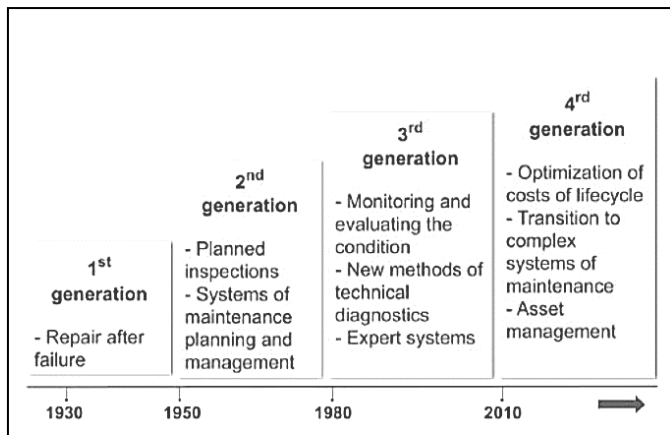 1st
generation
- Repair after
failure
2nd
generation
- Planned
inspections
- Systems of
maintenance
planning and
management
3rd
generation
- Monitoring and
evaluating the
condition
- New methods of
technical
diagnostics
- Expert systems
4rd
generation
- Optimization of
costs of lifecycle
- Transition to
complex
systems of
maintenance
- Asset
management
1930
1950
1980
2010